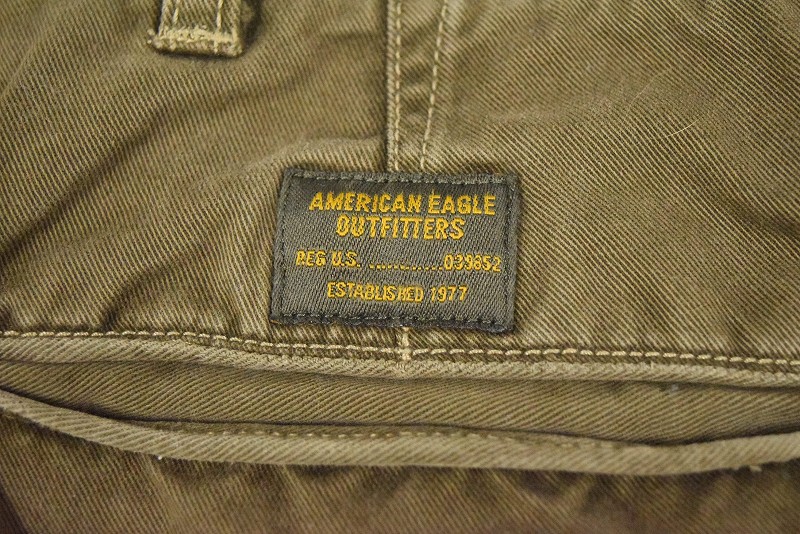 AMERICAN EAGLE
OUTFITTERS
REG U.S. ............039852
ESTABLISHED 1977